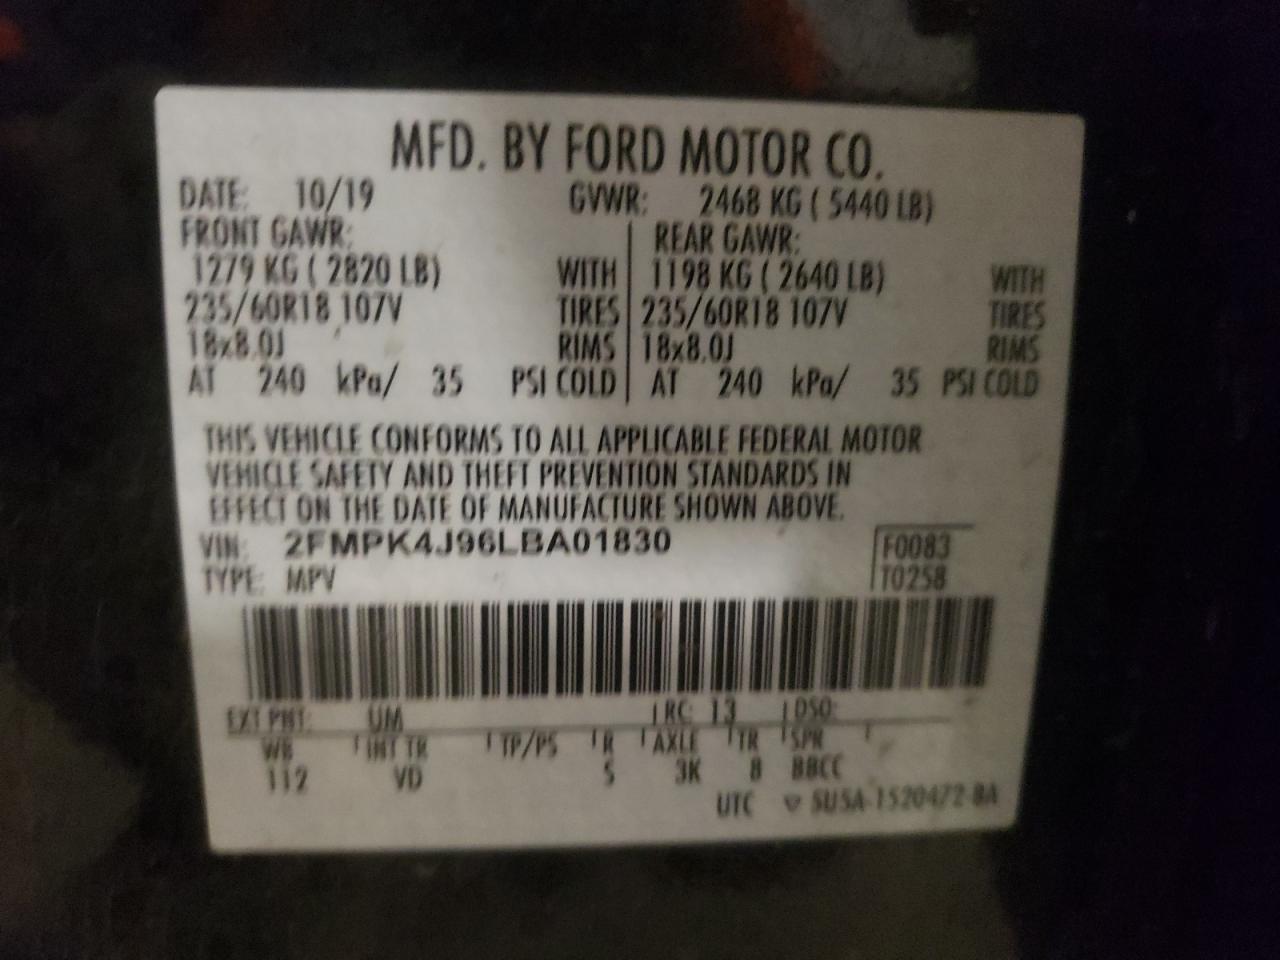 MFD. BY FORD MOTOR CO.
DATE: 10/19 GVWR: 2468 KG ( 5440 LB)
FRONT GAWR: REAR GAWR:
1279 KG ( 2820 LB) WITH 1198 KG ( 2640 LB) WITH
235/60R18 107V TIRES 235/60R18 107V TIRES
18x8.0J RIMS 18x8.0J RIMS
AT 240 kPa/ 35 PSI COLD AT 240 kPa/ 35 PSI COLD
THIS VEHICLE CONFORMS TO ALL APPLICABLE FEDERAL MOTOR
VEHICLE SAFETY AND THEFT PREVENTION STANDARDS IN
EFFECT ON THE DATE OF MANUFACTURE SHOWN ABOVE.
VIN: 2FMPK4J96LBA01830 F0083
TYPE: MPV T0258
EXT PNT: UM RC: 13 DSO:
WB INT TR TP/PS R AXLE TR SPR
112 VD S 3K B BBCC
UTC ▽ SU5A-1520472-BA